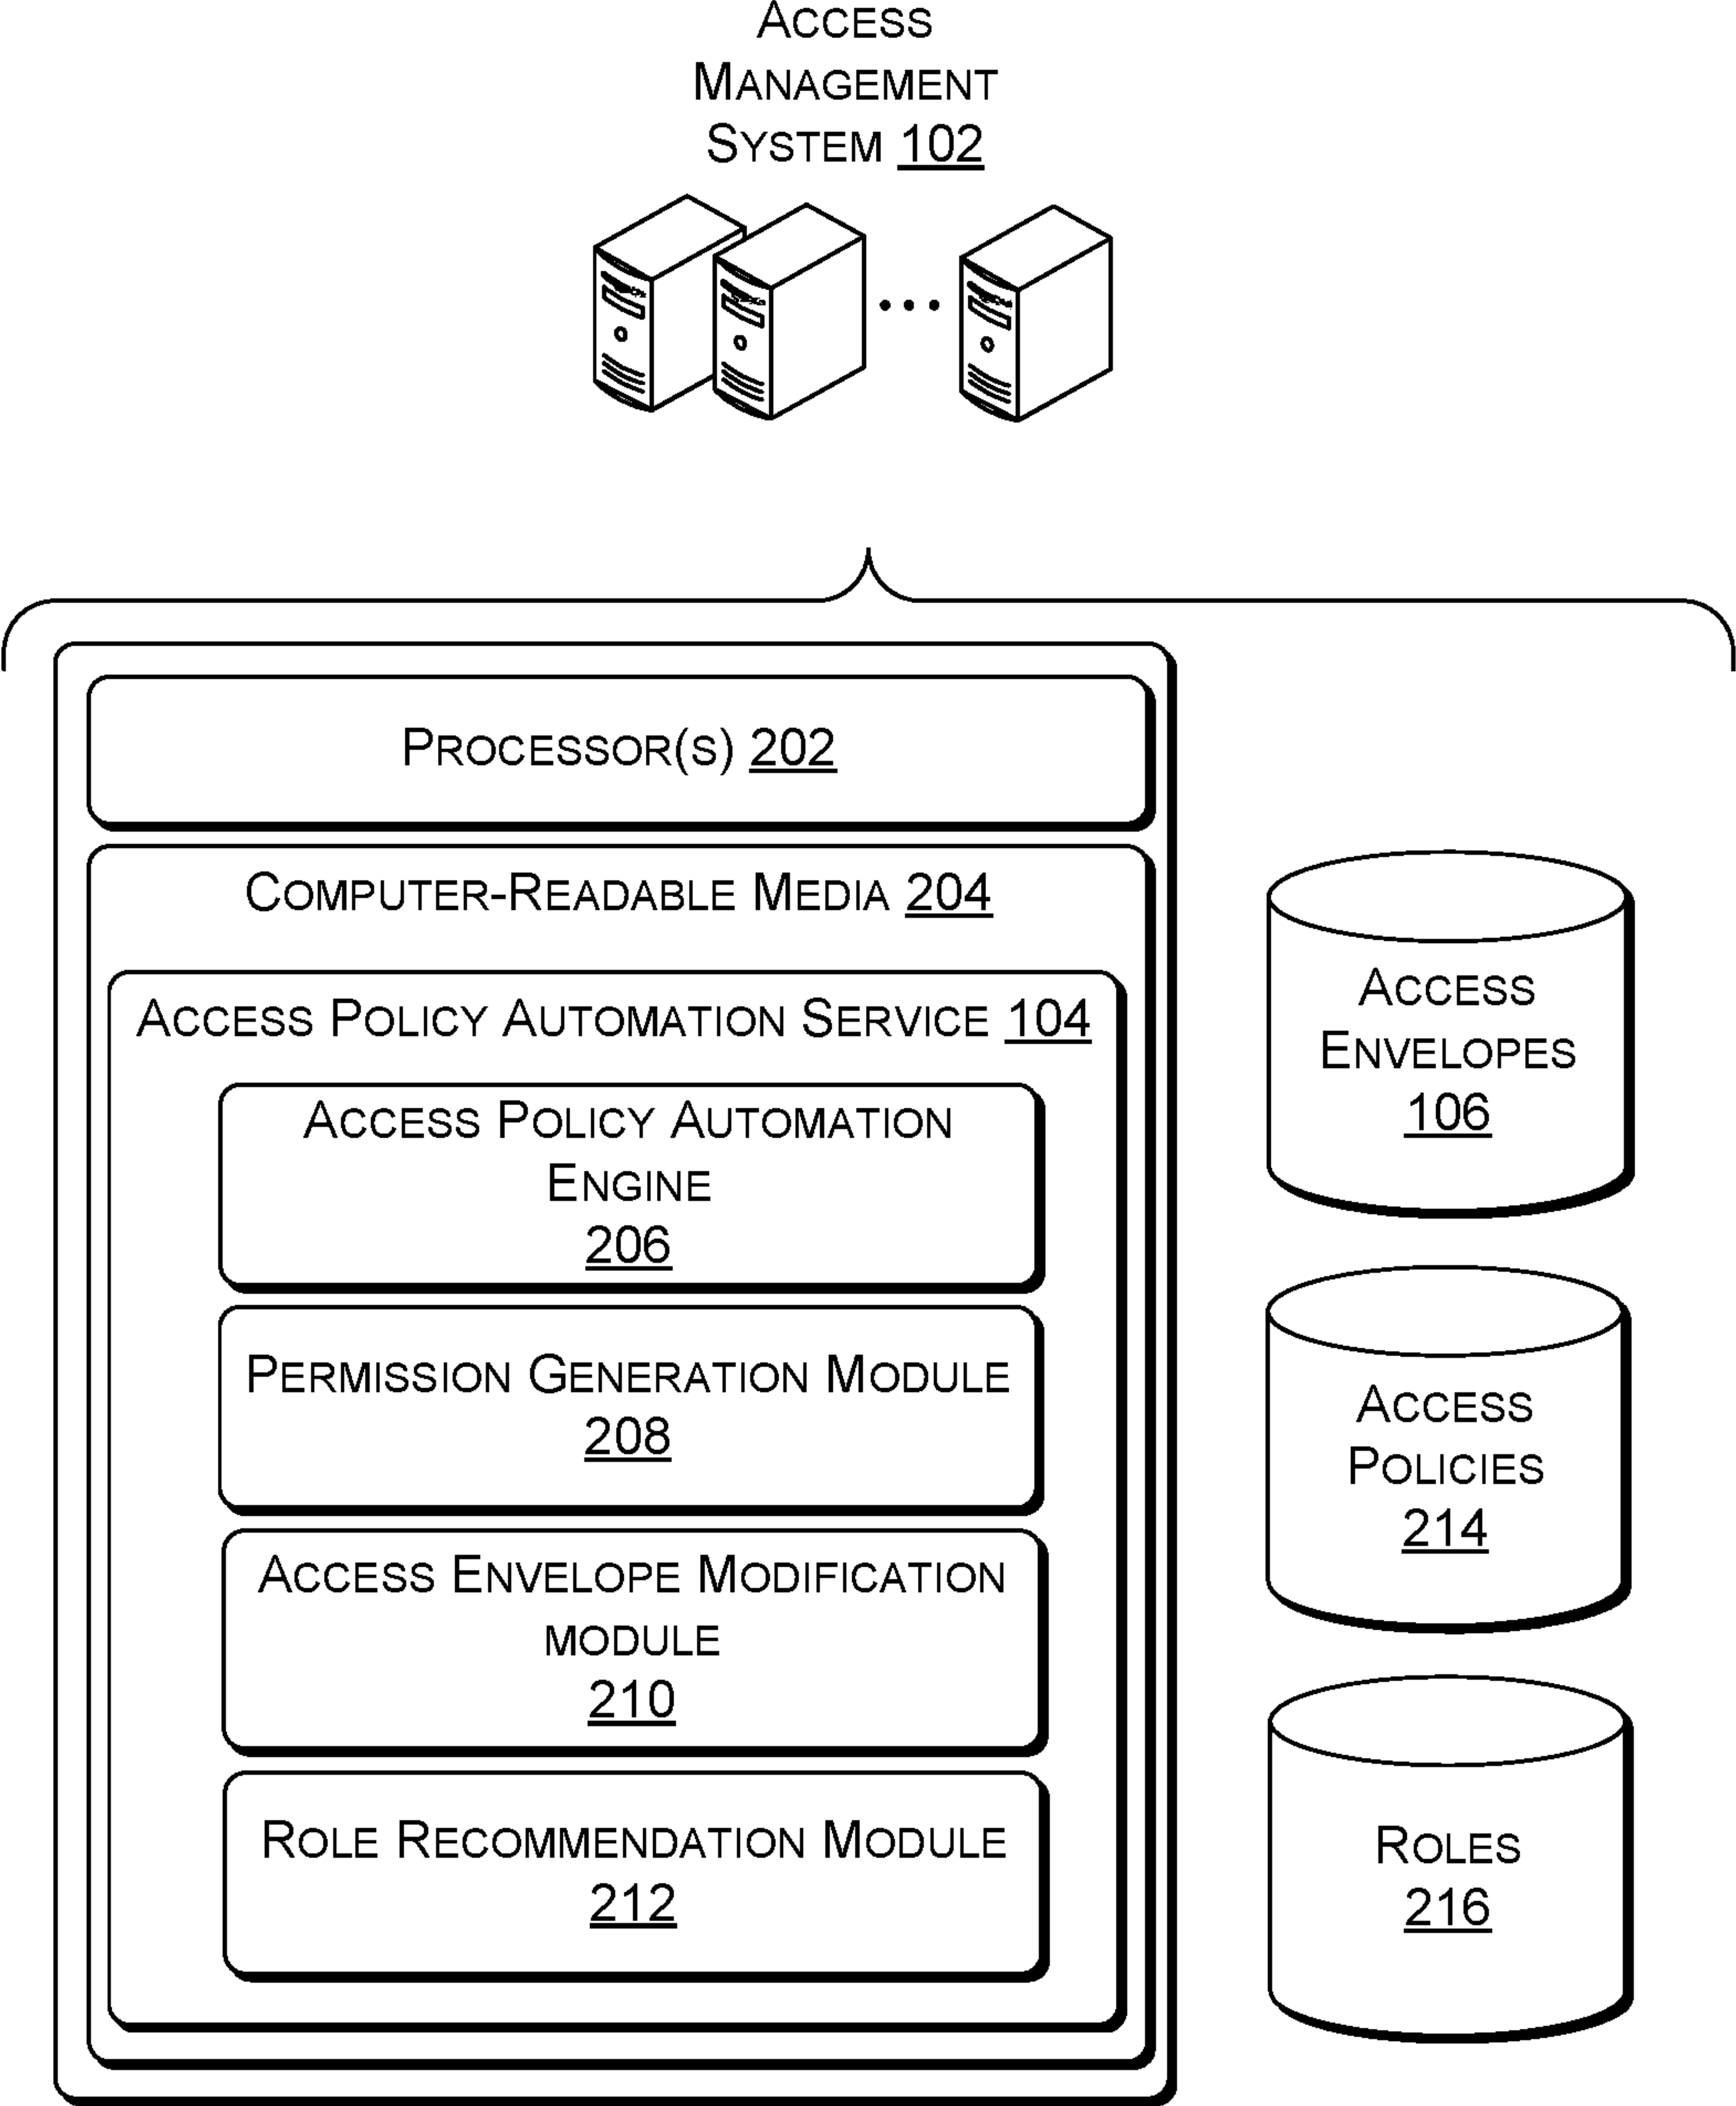 ACCESS
MANAGEMENT
SYSTEM 102
PROCESSOR(S) 202
COMPUTER-READABLE MEDIA 204
ACCESS POLICY AUTOMATION SERVICE 104
ACCESS POLICY AUTOMATION
ENGINE
206
PERMISSION GENERATION MODULE
208
ACCESS ENVELOPE MODIFICATION
MODULE
210
ROLE RECOMMENDATION MODULE
212
ACCESS
ENVELOPES
106
ACCESS
POLICIES
214
ROLES
216